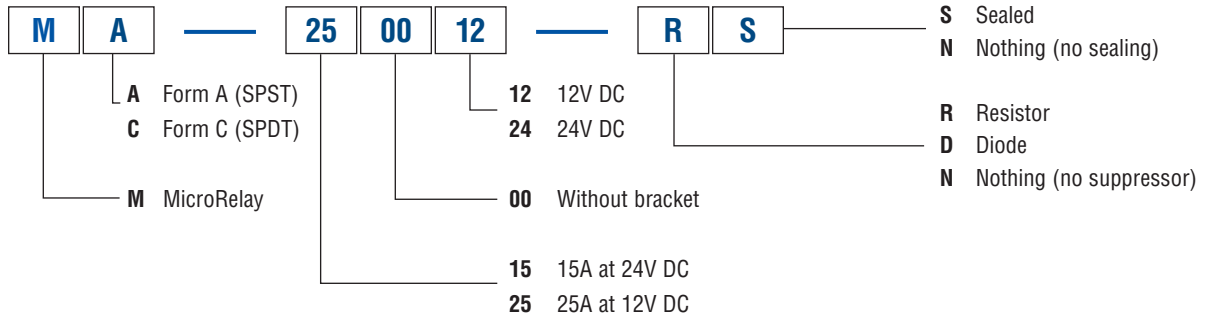 M A — 25 00 12 — R S
A Form A (SPST)
C Form C (SPDT)
M MicroRelay
12 12V DC
24 24V DC
00 Without bracket
15 15A at 24V DC
25 25A at 12V DC
S Sealed
N Nothing (no sealing)
R Resistor
D Diode
N Nothing (no suppressor)